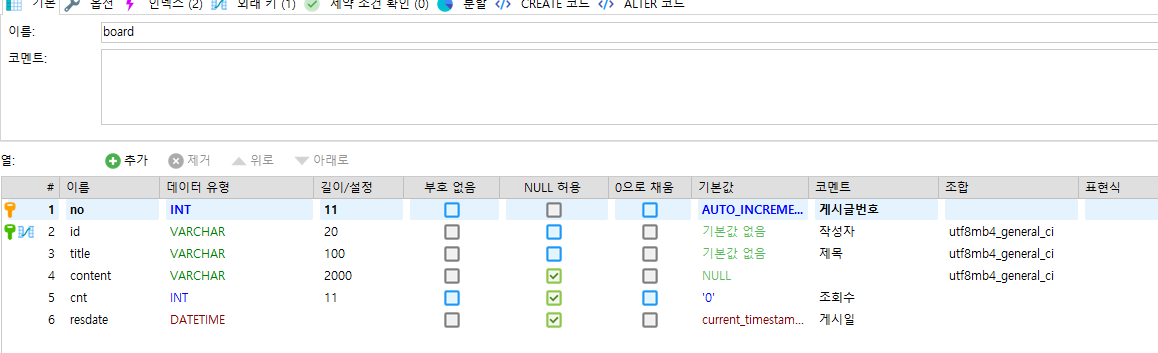 기본 옵션 인덱스 (2) 외래 키 (1) 제약 조건 확인 (0) 분할 CREATE 코드 ALTER 코드
이름: board
코멘트:
열: 추가 제거 위로 아래로
# 이름 데이터 유형 길이/설정 부호 없음 NULL 허용 0으로 채움 기본값 코멘트 조합 표현식
1 no INT 11 AUTO_INCREME... 게시글번호
2 id VARCHAR 20 기본값 없음 작성자 utf8mb4_general_ci
3 title VARCHAR 100 기본값 없음 제목 utf8mb4_general_ci
4 content VARCHAR 2000 NULL utf8mb4_general_ci
5 cnt INT 11 '0' 조회수
6 resdate DATETIME current_timestam... 게시일